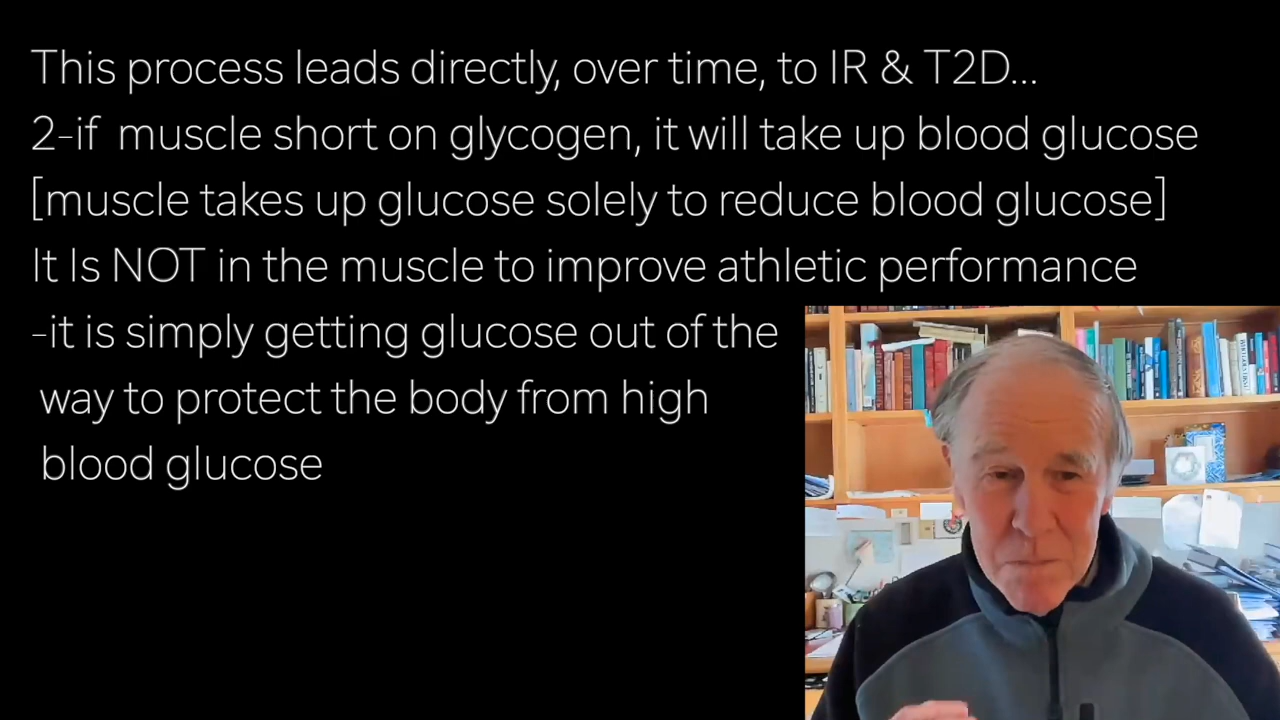 This process leads directly, over time, to IR & T2D...
2-if muscle short on glycogen, it will take up blood glucose
[muscle takes up glucose solely to reduce blood glucose]
It Is NOT in the muscle to improve athletic performance
-it is simply getting glucose out of the
way to protect the body from high
blood glucose